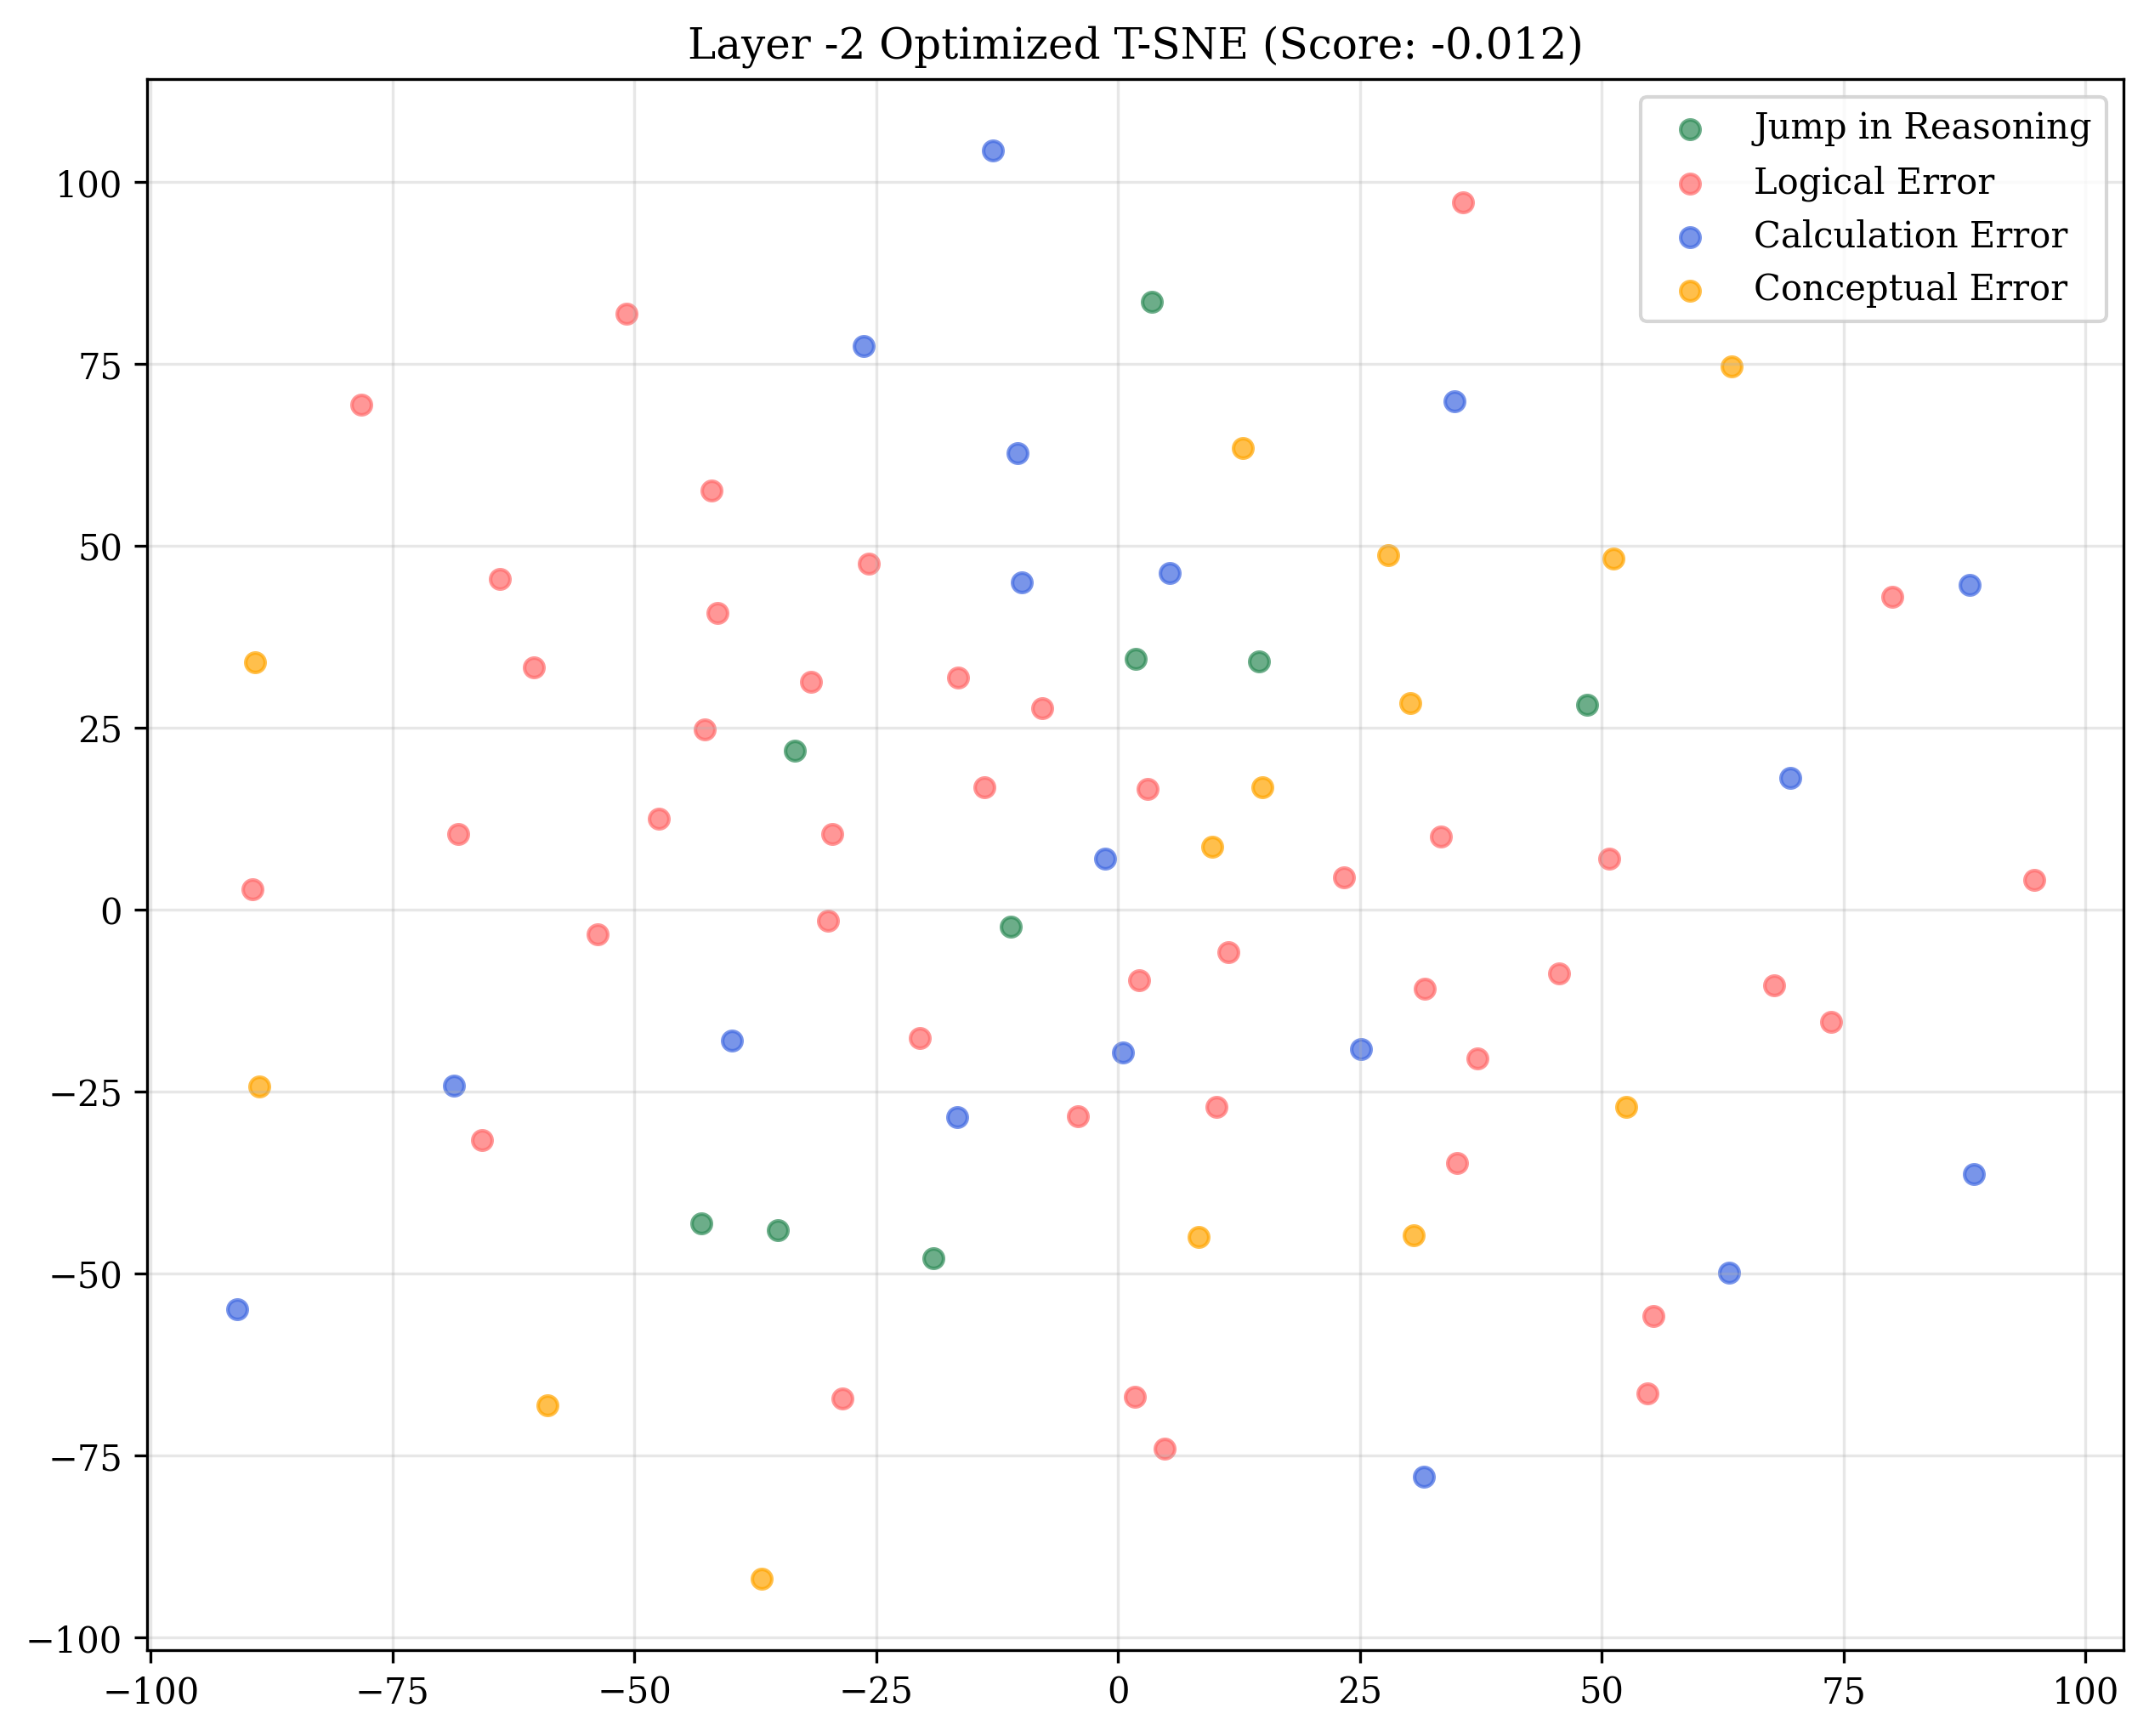 Layer -2 Optimized T-SNE (Score: -0.012)
Jump in Reasoning
Logical Error
Calculation Error
Conceptual Error
100
75
50
25
0
−25
−50
−75
−100
−100 −75 −50 −25 0 25 50 75 100